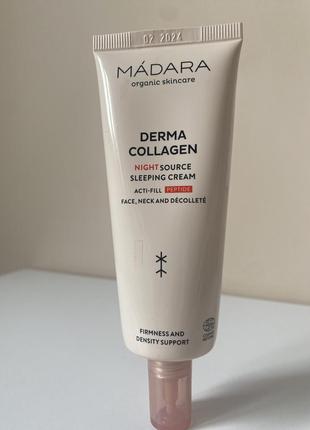 02 2024
MÁDARA
organic skincare
DERMA
COLLAGEN
NIGHT SOURCE
SLEEPING CREAM
ACTI-FILL PEPTIDE
FACE, NECK AND DÉCOLLETÉ
FIRMNESS AND
DENSITY SUPPORT